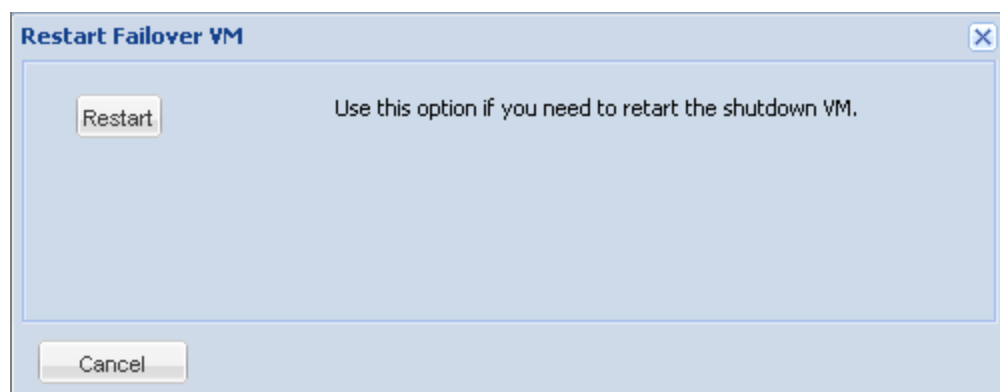 Restart Failover VM
Restart
Use this option if you need to retart the shutdown VM.
Cancel